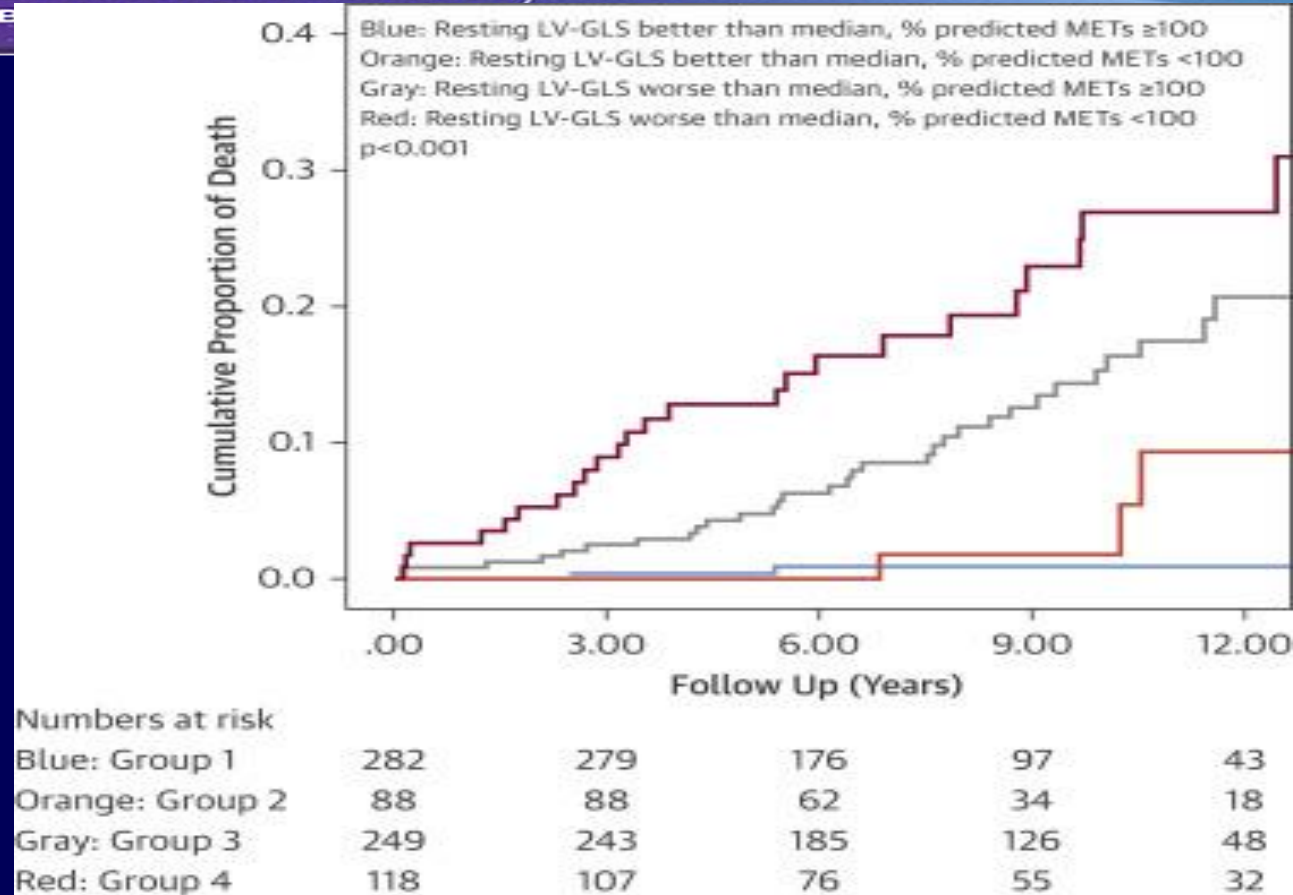 0.4
Blue: Resting LV-GLS better than median, % predicted METs ≥100
Orange: Resting LV-GLS better than median, % predicted METs <100
Gray: Resting LV-GLS worse than median, % predicted METs ≥100
Red: Resting LV-GLS worse than median, % predicted METs <100
p<0.001
Cumulative Proportion of Death
0.3
0.2
0.1
0.0
.00 3.00 6.00 9.00 12.00
Follow Up (Years)
Numbers at risk
Blue: Group 1 282 279 176 97 43
Orange: Group 2 88 88 62 34 18
Gray: Group 3 249 243 185 126 48
Red: Group 4 118 107 76 55 32